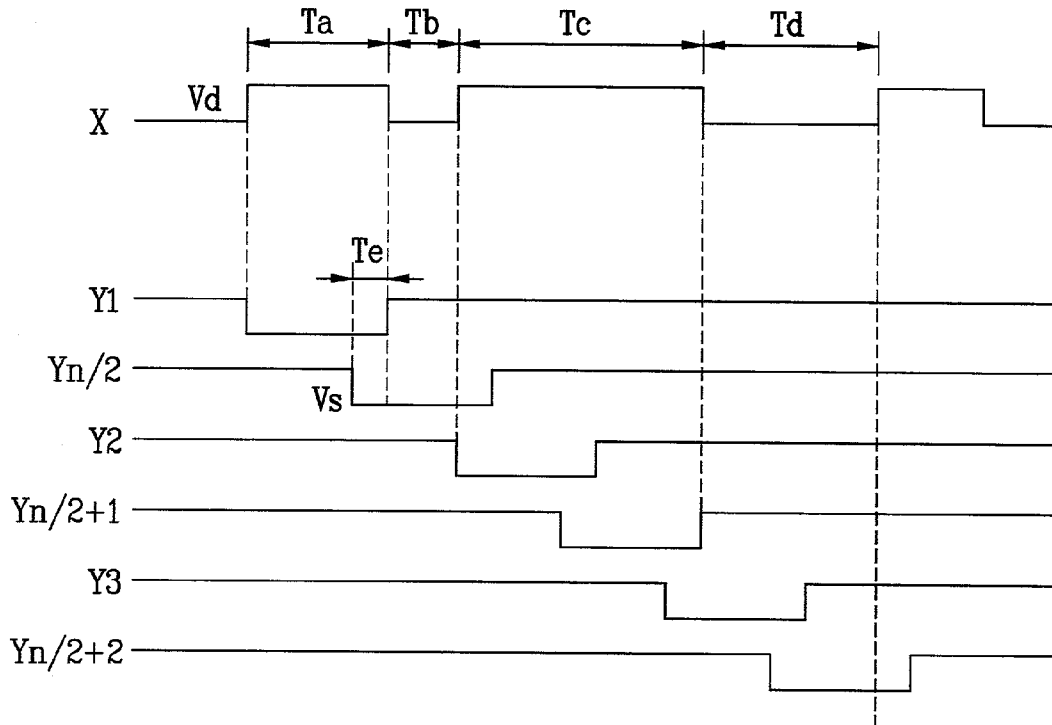 Ta Tb Tc Td
Vd
X
Te
Y1
Yn/2
Vs
Y2
Yn/2+1
Y3
Yn/2+2